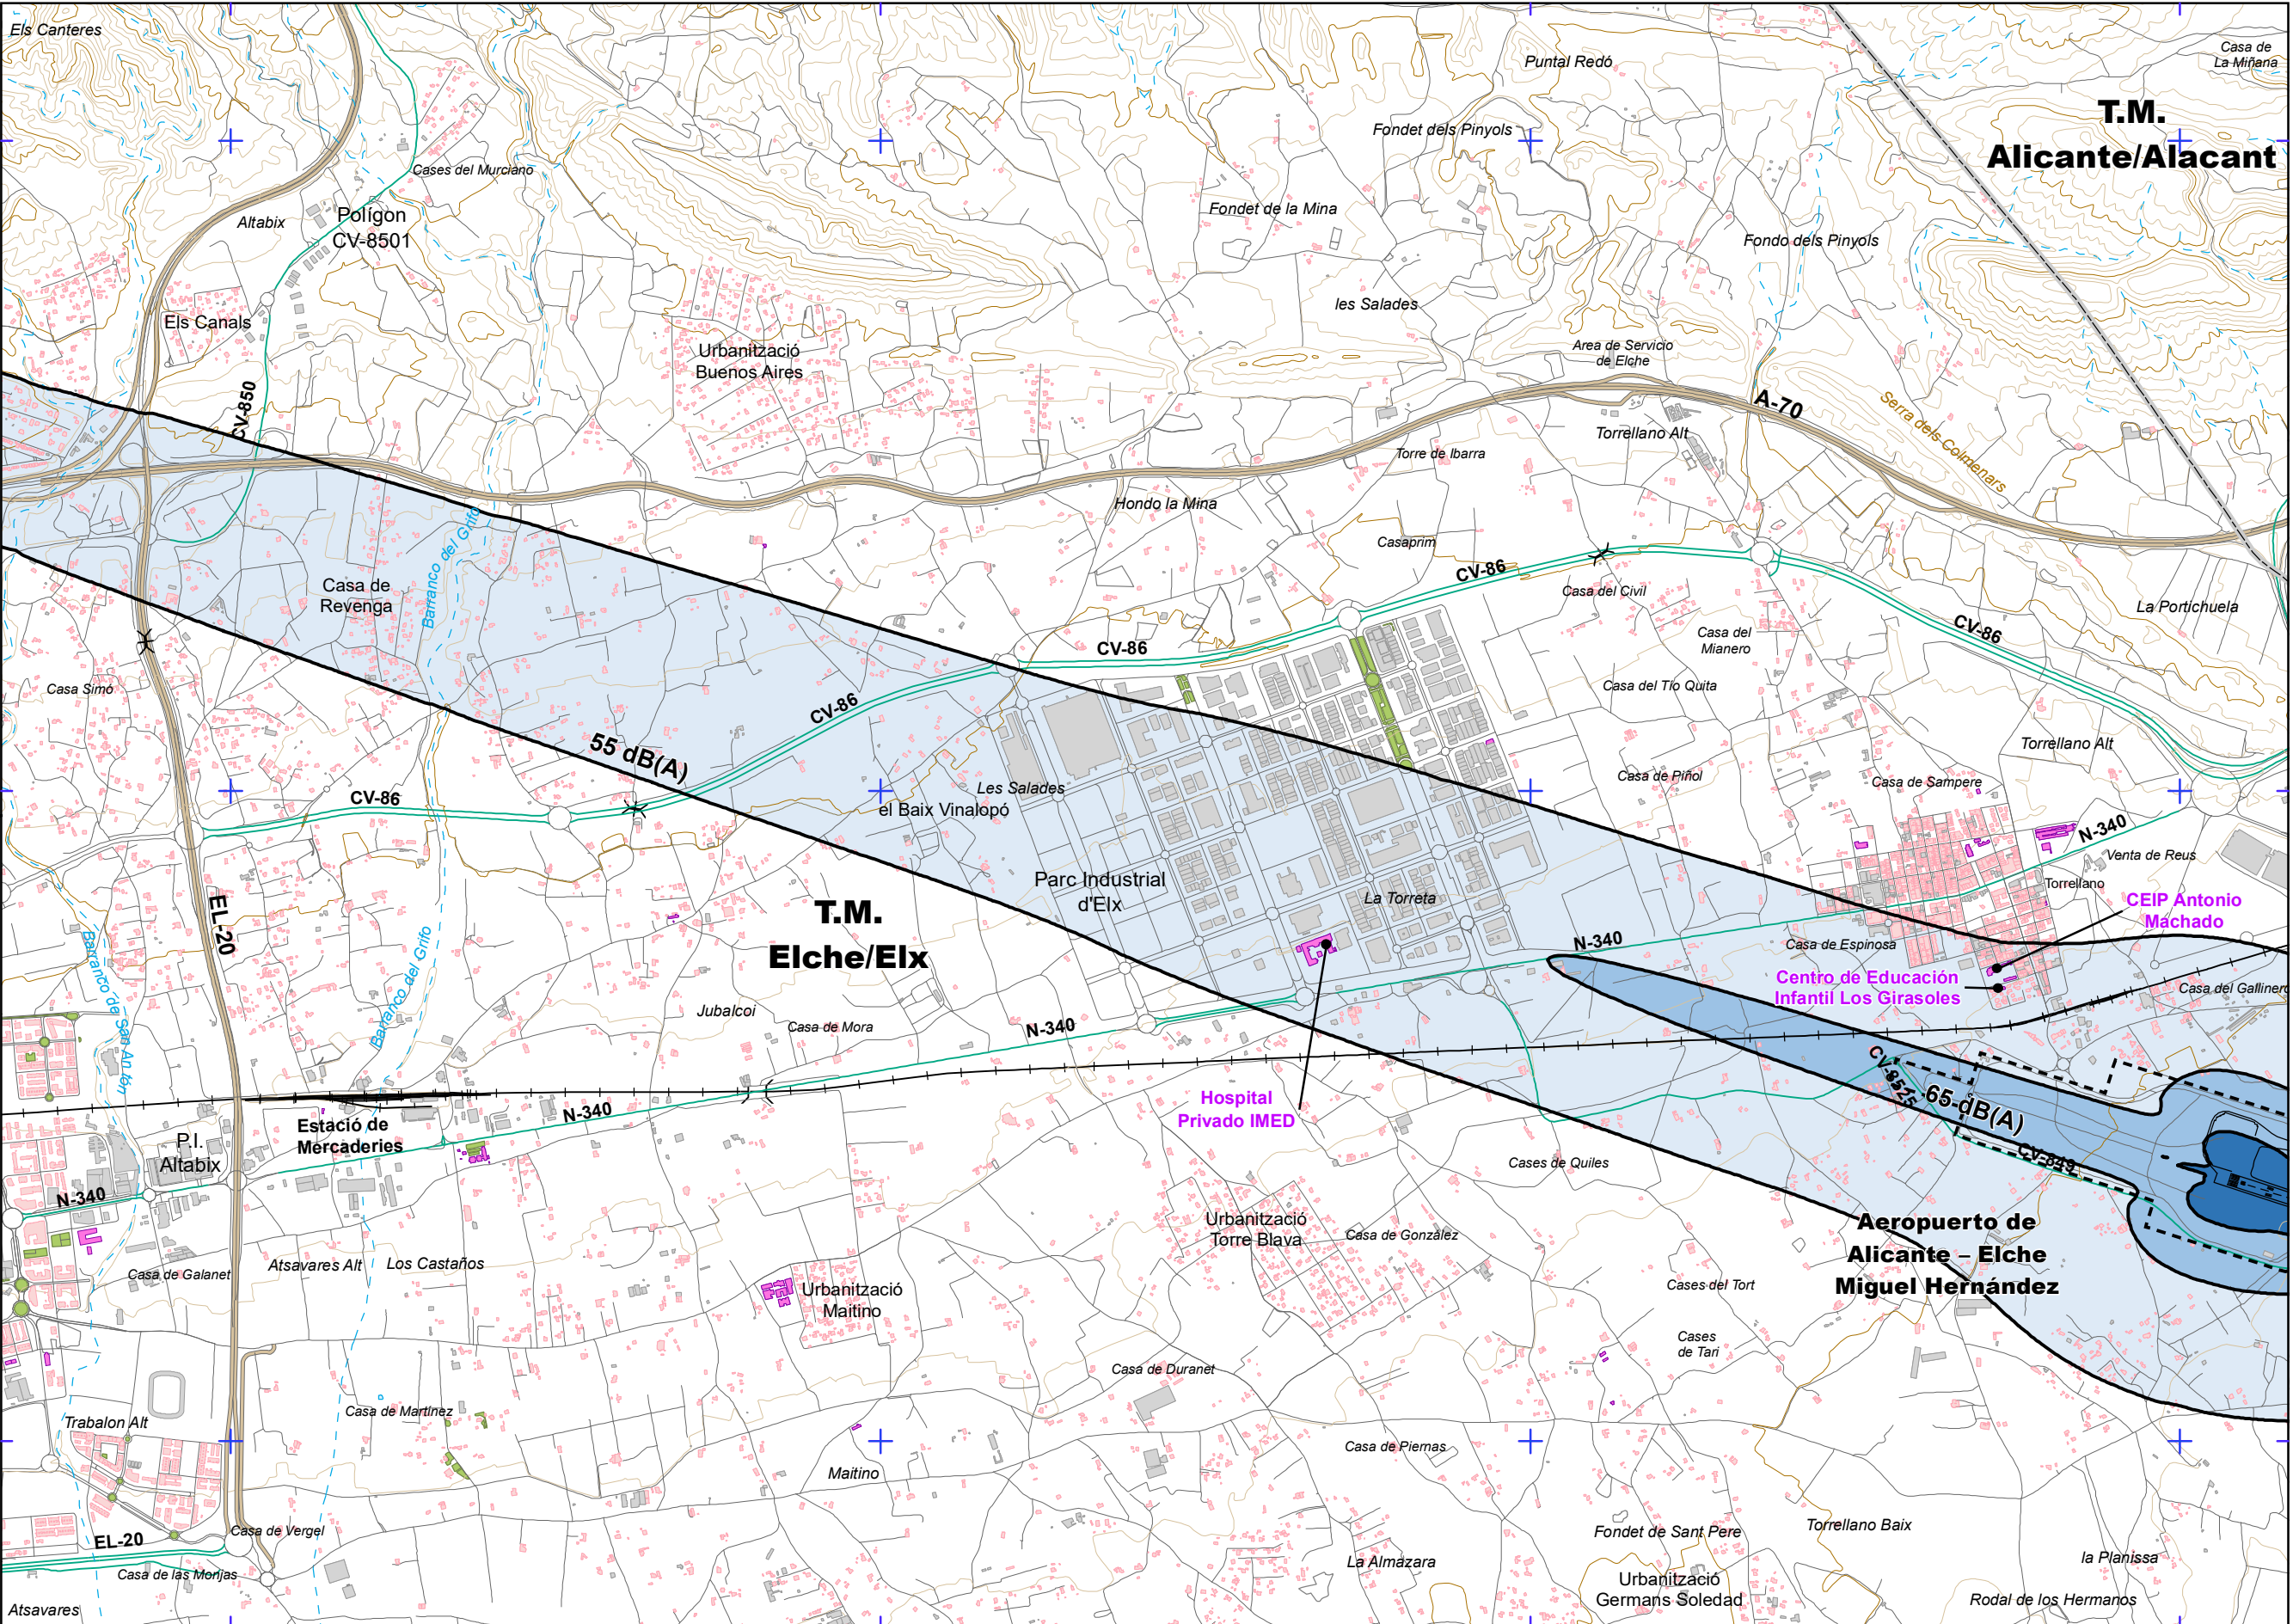 Els Canteres
Puntal Redó
Casa de
La Miñana
T.M.
Alicante/Alacant
Fondet dels Pinyols
Cases del Murciano
Altabix
Polígon
CV-8501
Fondet de la Mina
Fondo dels Pinyols
les Salades
Els Canals
Urbanització
Buenos Aires
Area de Servicio
de Elche
CV-850
A-70
Serra dels Colmenars
Torrellano Alt
Torre de Ibarra
Hondo la Mina
Casaprim
Barranco del Grifo
Casa de
Revenga
CV-86
Casa del Civil
La Portichuela
CV-86
CV-86
Casa del
Mianero
Casa Simó
Casa del Tío Quita
CV-86
55 dB(A)
Torrellano Alt
Casa de Piñol
Casa de Sampere
Les Salades
CV-86
el Baix Vinalopó
N-340
Venta de Reus
Parc Industrial
d'Elx
La Torreta
Torrellano
CEIP Antonio
Machado
T.M.
Elche/Elx
EL-20
N-340
Casa de Espinosa
Barranco de San Antón
Barranco del Grifo
Centro de Educación
Infantil Los Girasoles
Casa del Gallinero
Jubalcoi
Casa de Mora
N-340
CV-8525
65 dB(A)
Hospital
Privado IMED
N-340
Estació de
Mercaderies
P.I.
Altabix
CV-849
Cases de Quiles
N-340
Urbanització
Torre Blava
Casa de González
Aeropuerto de
Alicante – Elche
Miguel Hernández
Casa de Galanet
Atsavares Alt
Los Castaños
Urbanització
Maitino
Cases del Tort
Cases
de Tari
Casa de Duranet
Casa de Martínez
Trabalon Alt
Casa de Piernas
Maitino
Casa de Vergel
EL-20
Fondet de Sant Pere
Torrellano Baix
La Almazara
la Planissa
Casa de las Monjas
Urbanització
Germans Soledad
Rodal de los Hermanos
Atsavares